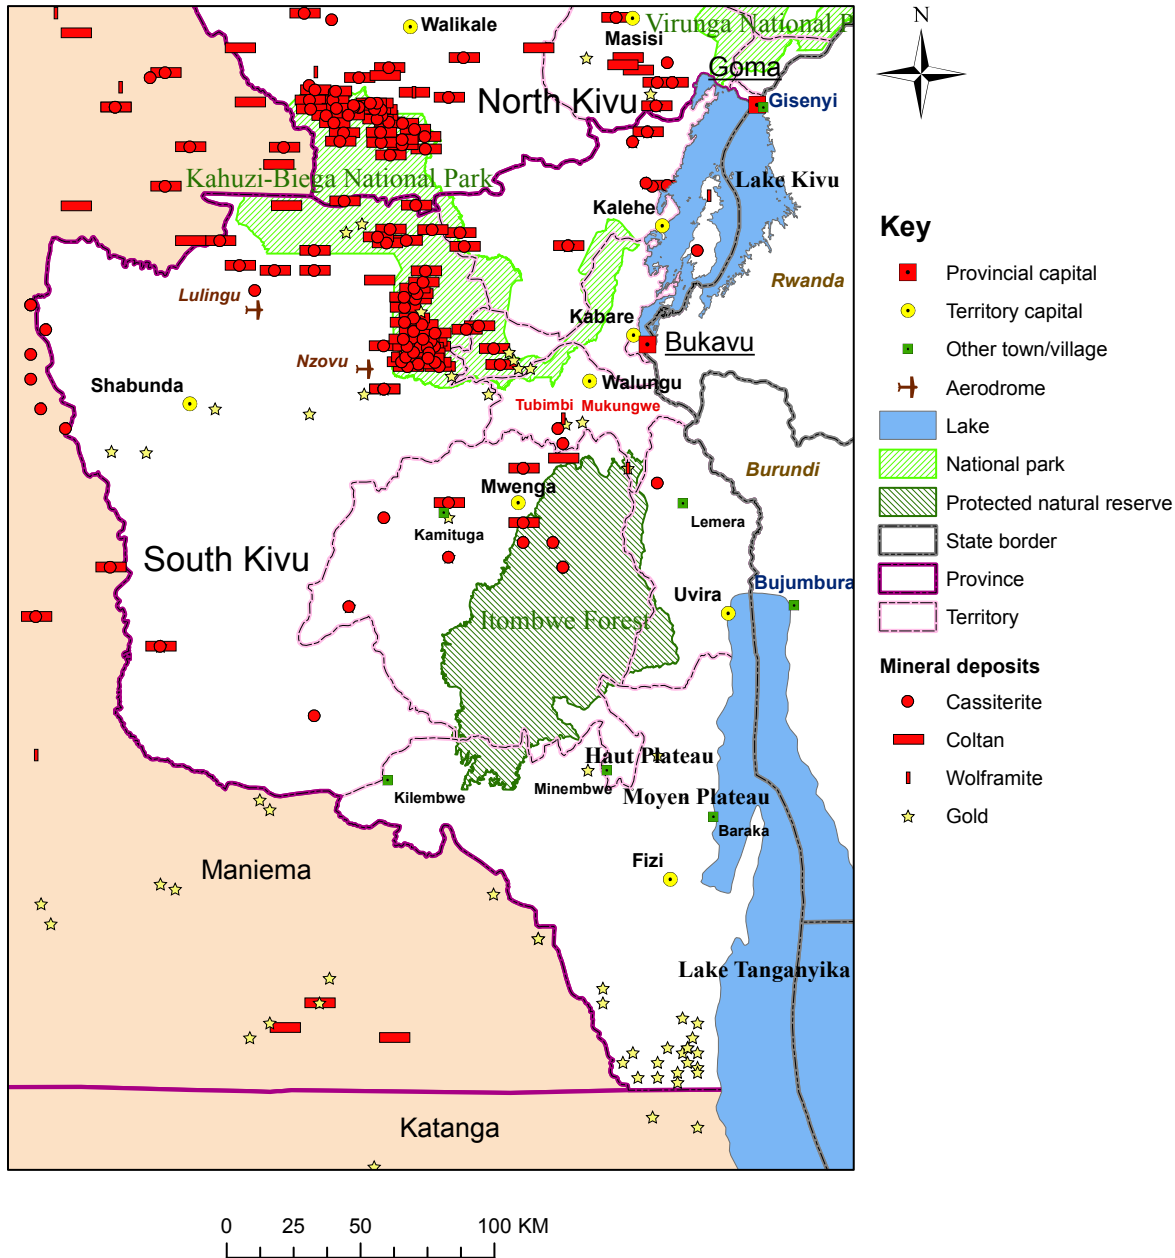 Walikale
Masisi
Virunga National P
Goma
North Kivu
Gisenyi
Kahuzi-Biega National Park
Lake Kivu
Kalehe
Rwanda
Lulingu
Kabare
Bukavu
Nzovu
Shabunda
Walungu
Tubimbi
Mukungwe
Burundi
Mwenga
Lemera
Kamituga
South Kivu
Bujumbura
Uvira
Itombwe Forest
Haut Plateau
Minembwe
Kilembwe
Moyen Plateau
Baraka
Fizi
Maniema
Lake Tanganyika
Katanga
0 25 50 100 KM
N
Key
Provincial capital
Territory capital
Other town/village
Aerodrome
Lake
National park
Protected natural reserve
State border
Province
Territory
Mineral deposits
Cassiterite
Coltan
Wolframite
Gold